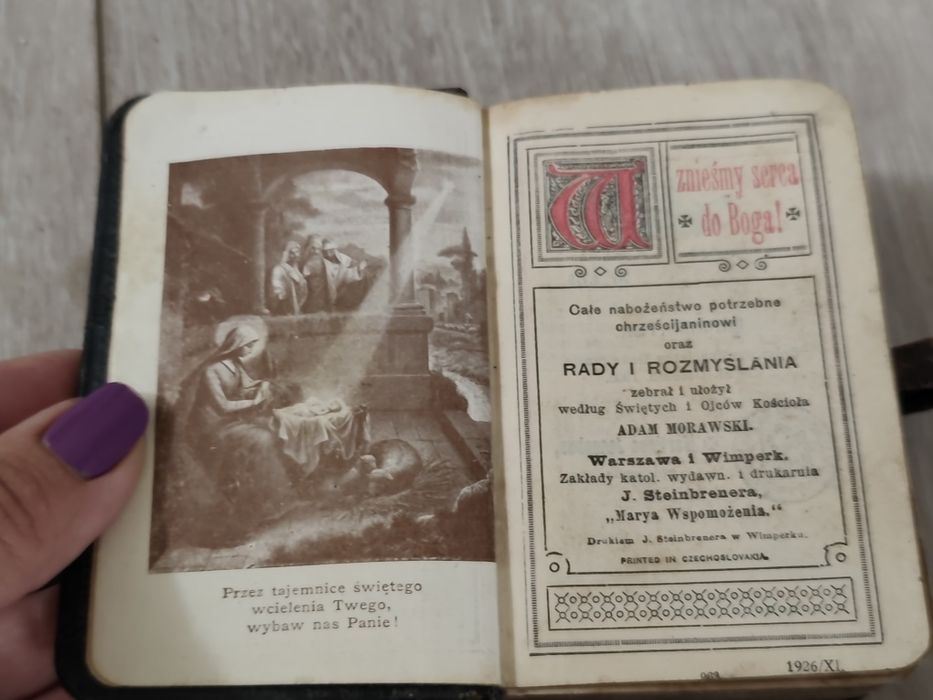 Przez tajemnice świętego
wcielenia Twego,
wybaw nas Panie!
Wznieśmy serca
do Boga!
Całe nabożeństwo potrzebne
chrześcijaninowi
oraz
RADY I ROZMYŚLANIA
zebrał i ułożył
według Świętych i Ojców Kościoła
ADAM MORAWSKI.
Warszawa i Wimperk.
Zakłady katol. wydawn. i drukarnia
J. Steinbrenera,
„Marya Wspomożenia.“
Drukiem J. Steinbrenera w Wimperku.
PRINTED IN CZECHOSLOVAKIA.
1926/XI.